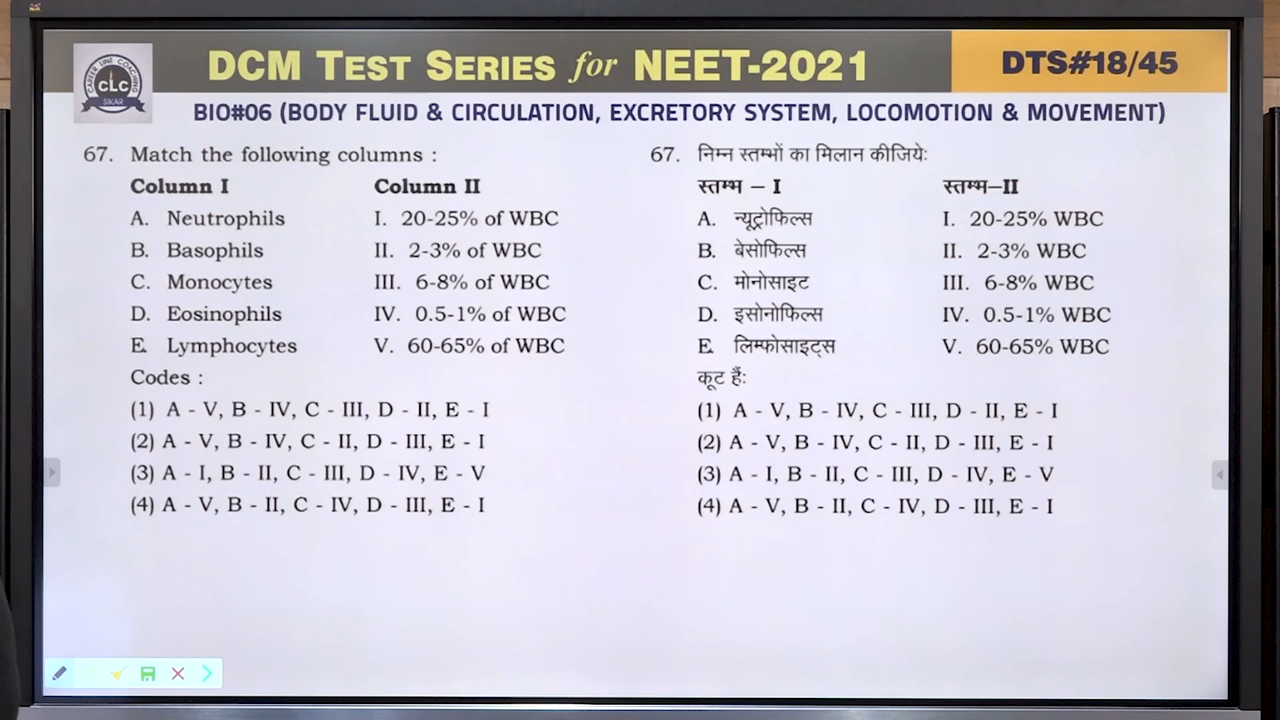 CAREER LINE COACHING
CLC
SIKAR
DCM TEST SERIES for NEET-2021
DTS#18/45
BIO#06 (BODY FLUID & CIRCULATION, EXCRETORY SYSTEM, LOCOMOTION & MOVEMENT)
67. Match the following columns :
Column I Column II
A. Neutrophils I. 20-25% of WBC
B. Basophils II. 2-3% of WBC
C. Monocytes III. 6-8% of WBC
D. Eosinophils IV. 0.5-1% of WBC
E. Lymphocytes V. 60-65% of WBC
Codes :
(1) A - V, B - IV, C - III, D - II, E - I
(2) A - V, B - IV, C - II, D - III, E - I
(3) A - I, B - II, C - III, D - IV, E - V
(4) A - V, B - II, C - IV, D - III, E - I
67. निम्न स्तम्भों का मिलान कीजियेः
स्तम्भ – I स्तम्भ–II
A. न्यूट्रोफिल्स I. 20-25% WBC
B. बेसोफिल्स II. 2-3% WBC
C. मोनोसाइट III. 6-8% WBC
D. इसोनोफिल्स IV. 0.5-1% WBC
E. लिम्फोसाइट्स V. 60-65% WBC
कूट हैंः
(1) A - V, B - IV, C - III, D - II, E - I
(2) A - V, B - IV, C - II, D - III, E - I
(3) A - I, B - II, C - III, D - IV, E - V
(4) A - V, B - II, C - IV, D - III, E - I